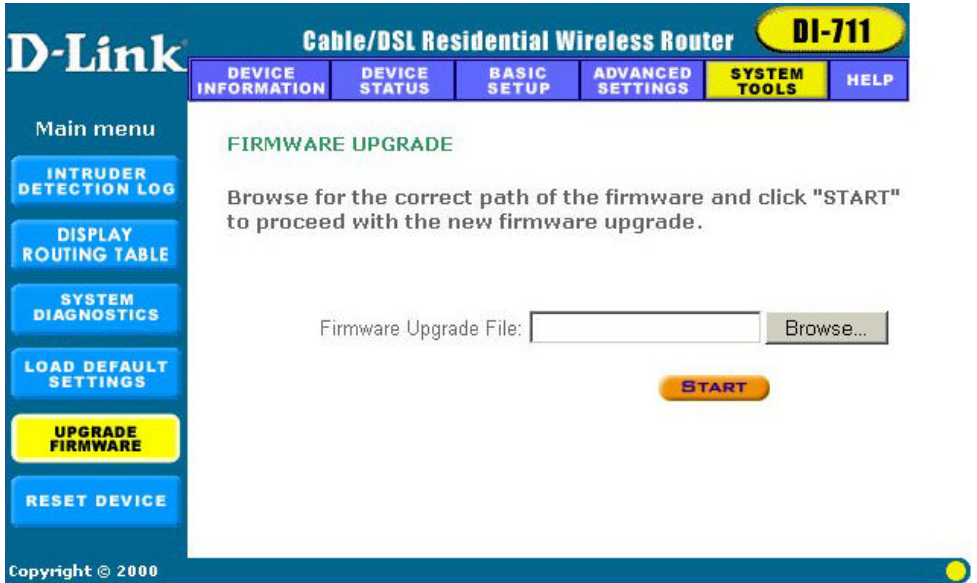 D-Link
Cable/DSL Residential Wireless Router
DI-711
DEVICE INFORMATION
DEVICE STATUS
BASIC SETUP
ADVANCED SETTINGS
SYSTEM TOOLS
HELP
Main menu
INTRUDER
DETECTION LOG
DISPLAY
ROUTING TABLE
SYSTEM
DIAGNOSTICS
LOAD DEFAULT
SETTINGS
UPGRADE
FIRMWARE
RESET DEVICE
FIRMWARE UPGRADE
Browse for the correct path of the firmware and click "START"
to proceed with the new firmware upgrade.
Firmware Upgrade File:
Browse...
START
Copyright © 2000